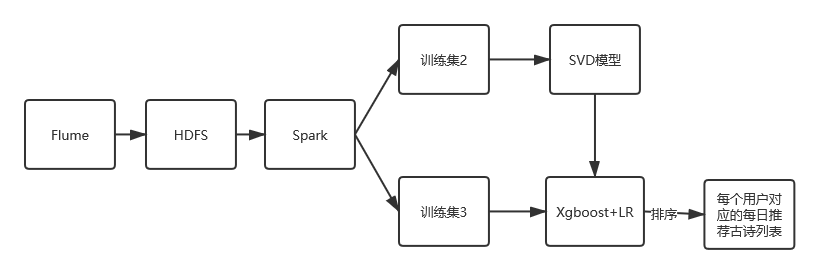 训练集2
SVD模型
Flume
HDFS
Spark
训练集3
Xgboost+LR
排序
每个用户对
应的每日推
荐古诗列表